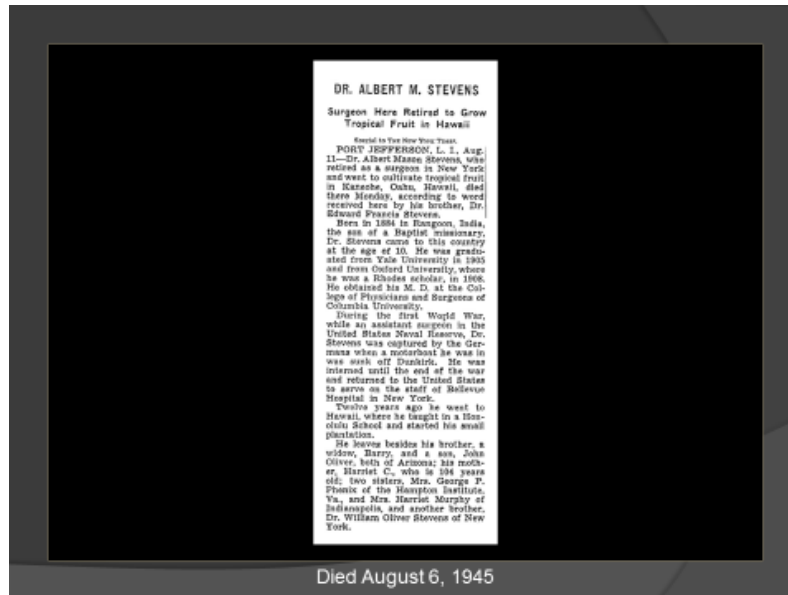 DR. ALBERT M. STEVENS
Surgeon Here Retired to Grow
Tropical Fruit in Hawaii
Special to THE NEW YORK TIMES.
PORT JEFFERSON, L. I., Aug.
11—Dr. Albert Mason Stevens, who
retired as a surgeon in New York
and went to cultivate tropical fruit
in Kaneohe, Oahu, Hawaii, died
there Monday, according to word
received here by his brother, Dr.
Edward Francis Stevens.
Born in 1884 in Rangoon, India,
the son of a Baptist missionary,
Dr. Stevens came to this country
at the age of 10. He was gradu-
ated from Yale University in 1905
and from Oxford University, where
he was a Rhodes scholar, in 1908.
He obtained his M. D. at the Col-
lege of Physicians and Surgeons of
Columbia University.
During the first World War,
while an assistant surgeon in the
United States Naval Reserve, Dr.
Stevens was captured by the Ger-
mans when a motorboat he was in
was sunk off Dunkirk. He was
interned until the end of the war
and returned to the United States
to serve on the staff of Bellevue
Hospital in New York.
Twelve years ago he went to
Hawaii, where he taught in a Hon-
olulu School and started his small
plantation.
He leaves besides his brother, a
widow, Barry, and a son, John
Oliver, both of Arizona; his moth-
er, Harriet C., who is 104 years
old; two sisters, Mrs. George P.
Phenix of the Hampton Institute,
Va., and Mrs. Harriet Murphy of
Indianapolis, and another brother,
Dr. William Oliver Stevens of New
York.
Died August 6, 1945